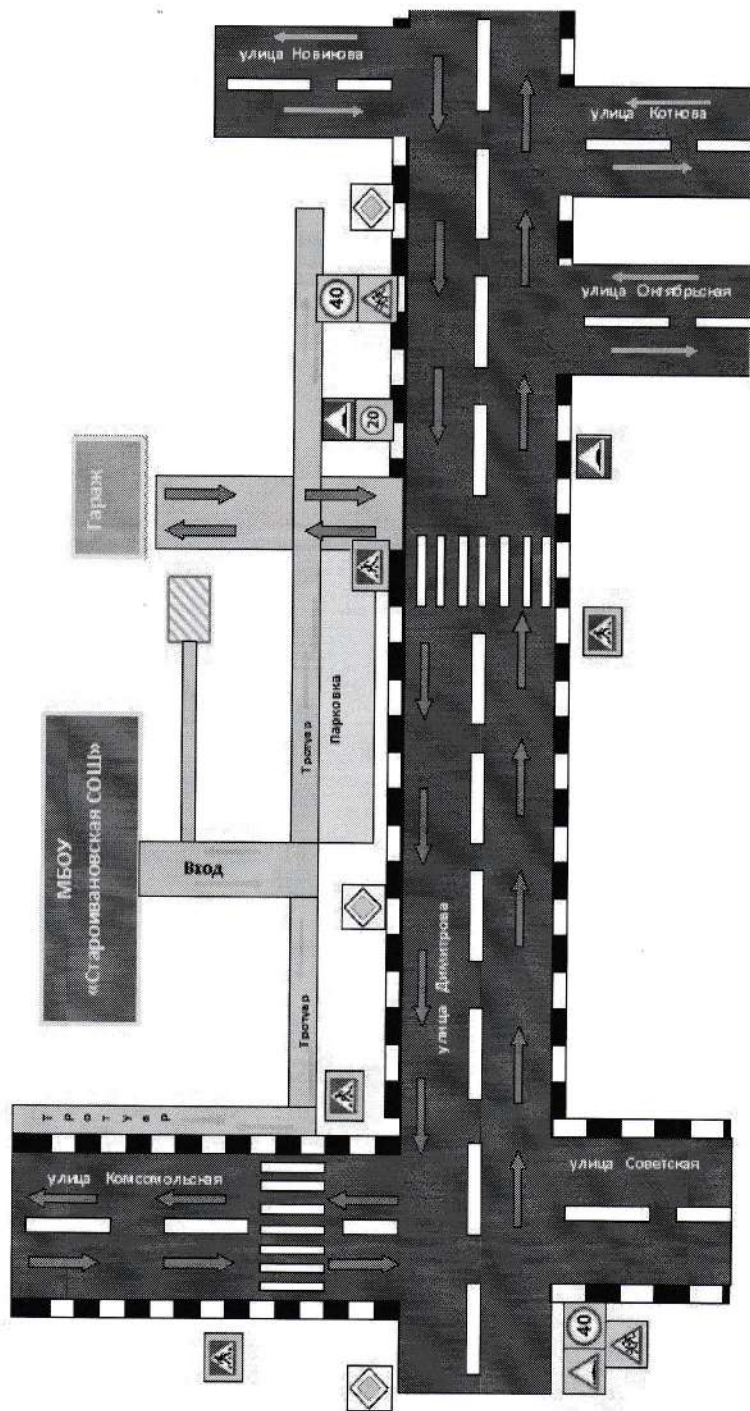 улица Новикова
улица Коткова
улица Октябрьская
40
20
Гараж
МБОУ
«Староивановская СОШ»
Вход
Тротуар
Парковка
Тротуар
улица Димитрова
Тротуар
улица Комсомольская
улица Советская
40